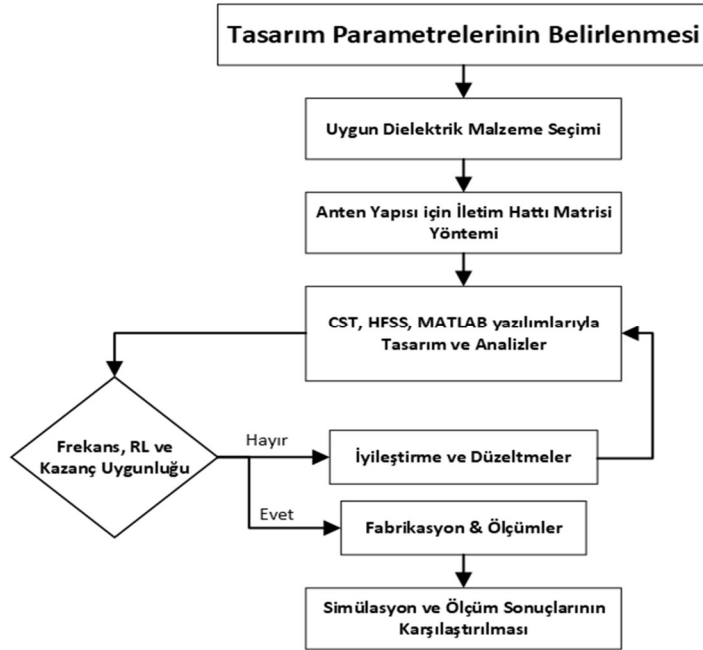 Tasarım Parametrelerinin Belirlenmesi
Uygun Dielektrik Malzeme Seçimi
Anten Yapısı için İletim Hattı Matrisi
Yöntemi
CST, HFSS, MATLAB yazılımlarıyla
Tasarım ve Analizler
Frekans, RL ve
Kazanç Uygunluğu
Hayır
İyileştirme ve Düzeltmeler
Evet
Fabrikasyon & Ölçümler
Simülasyon ve Ölçüm Sonuçlarının
Karşılaştırılması